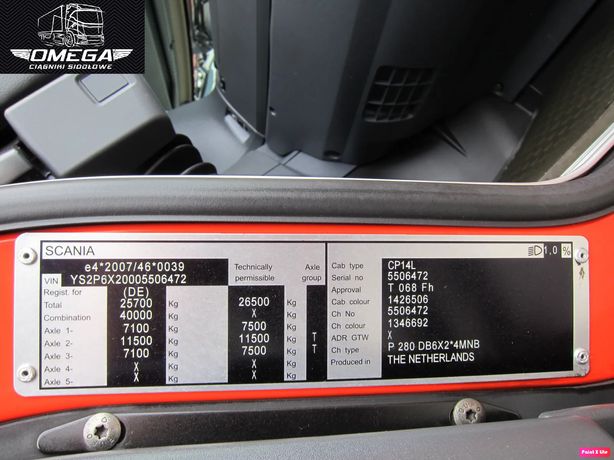 OMEGA
CIĄGNIKI SIODŁOWE
SCANIA
1,0 %
e4*2007/46*0039
VIN YS2P6X20005506472
Technically permissible
Axle group
Regist. for (DE)
Total 25700 Kg 26500 Kg
Combination 40000 Kg X Kg
Axle 1- 7100 Kg 7500 Kg
Axle 2- 11500 Kg 11500 Kg T
Axle 3- 7100 Kg 7500 Kg T
Axle 4- X Kg X Kg
Axle 5- X Kg X Kg
Cab type CP14L
Serial no 5506472
Approval T 068 Fh
Cab. colour 1426506
Ch no 5506472
Ch colour 1346692
ADR GTW X
Ch type P 280 DB6X2*4MNB
Produced in THE NETHERLANDS